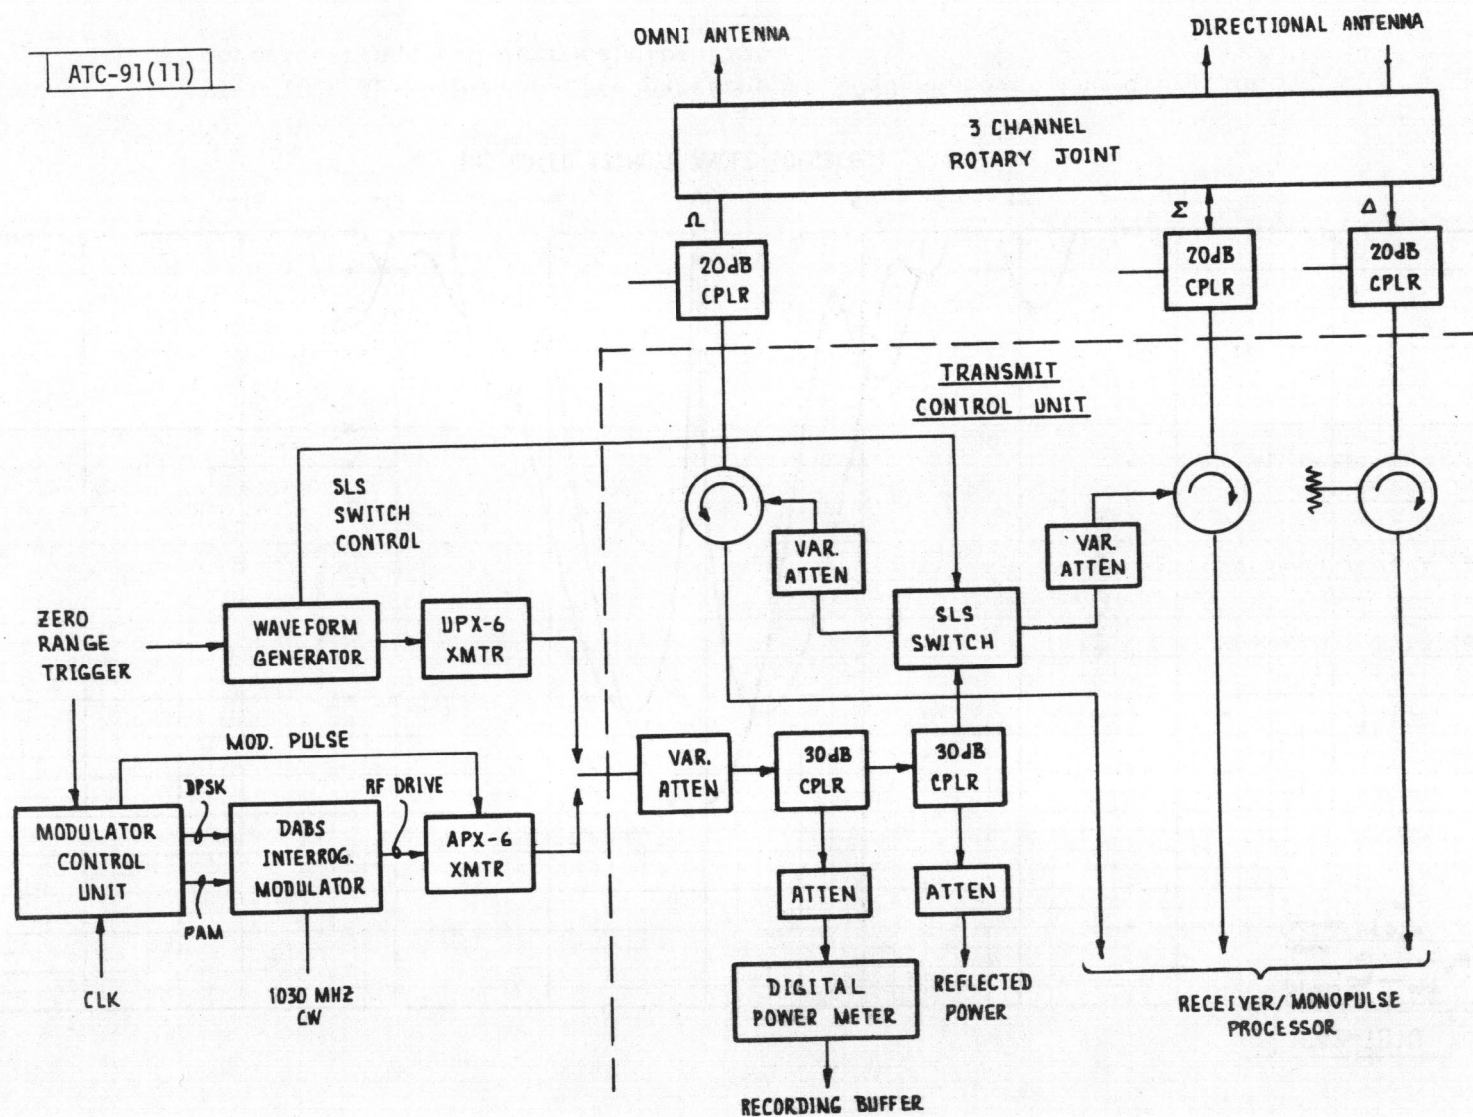 OMNI ANTENNA
DIRECTIONAL ANTENNA
ATC-91(11)
3 CHANNEL
ROTARY JOINT
Ω
Σ
Δ
20dB
CPLR
20dB
CPLR
20dB
CPLR
TRANSMIT
CONTROL UNIT
SLS
SWITCH
CONTROL
VAR.
ATTEN
VAR.
ATTEN
SLS
SWITCH
ZERO
RANGE
TRIGGER
WAVEFORM
GENERATOR
UPX-6
XMTR
MOD. PULSE
DPSK
RF DRIVE
VAR.
ATTEN
30dB
CPLR
30dB
CPLR
MODULATOR
CONTROL
UNIT
DABS
INTERROG.
MODULATOR
APX-6
XMTR
PAM
ATTEN
ATTEN
CLK
1030 MHZ
CW
DIGITAL
POWER METER
REFLECTED
POWER
RECEIVER/MONOPULSE
PROCESSOR
RECORDING BUFFER